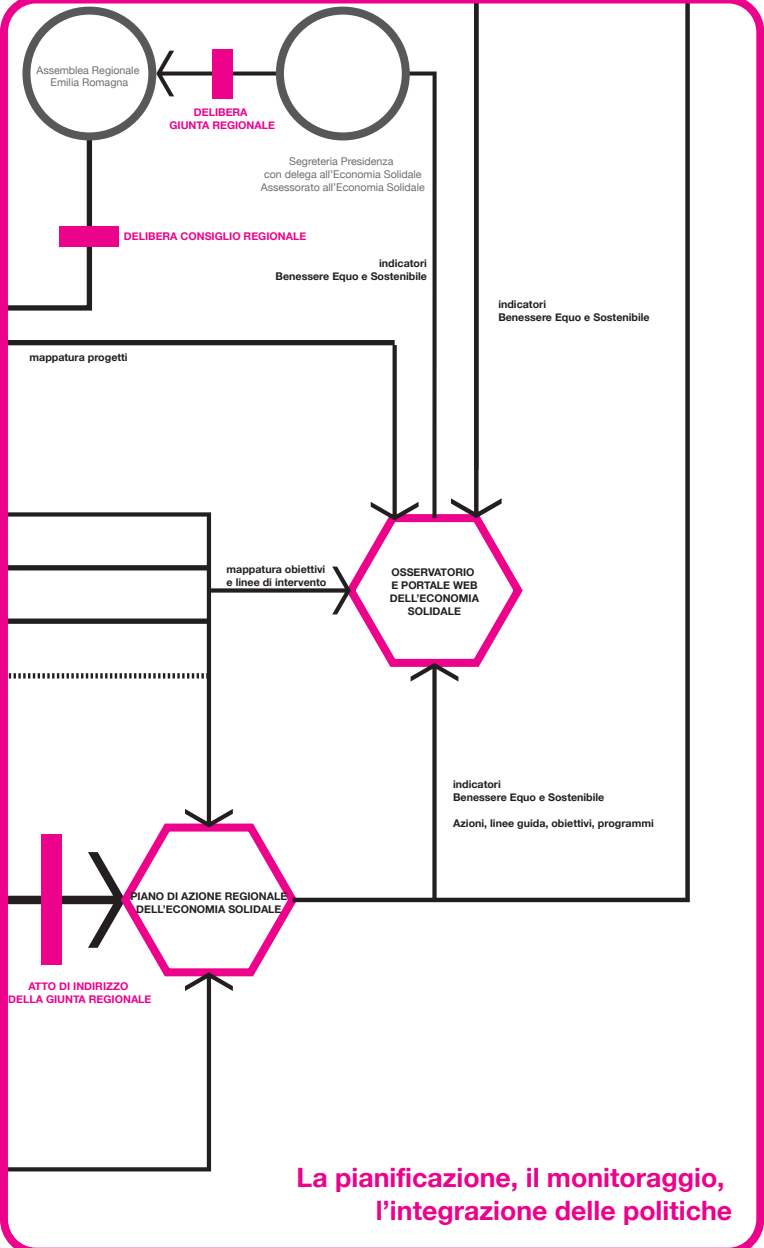 Assemblea Regionale
Emilia Romagna
DELIBERA
GIUNTA REGIONALE
Segreteria Presidenza
con delega all'Economia Solidale
Assessorato all'Economia Solidale
DELIBERA CONSIGLIO REGIONALE
indicatori
Benessere Equo e Sostenibile
indicatori
Benessere Equo e Sostenibile
mappatura progetti
mappatura obiettivi
e linee di intervento
OSSERVATORIO
E PORTALE WEB
DELL'ECONOMIA
SOLIDALE
indicatori
Benessere Equo e Sostenibile
Azioni, linee guida, obiettivi, programmi
PIANO DI AZIONE REGIONALE
DELL'ECONOMIA SOLIDALE
ATTO DI INDIRIZZO
DELLA GIUNTA REGIONALE
La pianificazione, il monitoraggio,
l'integrazione delle politiche